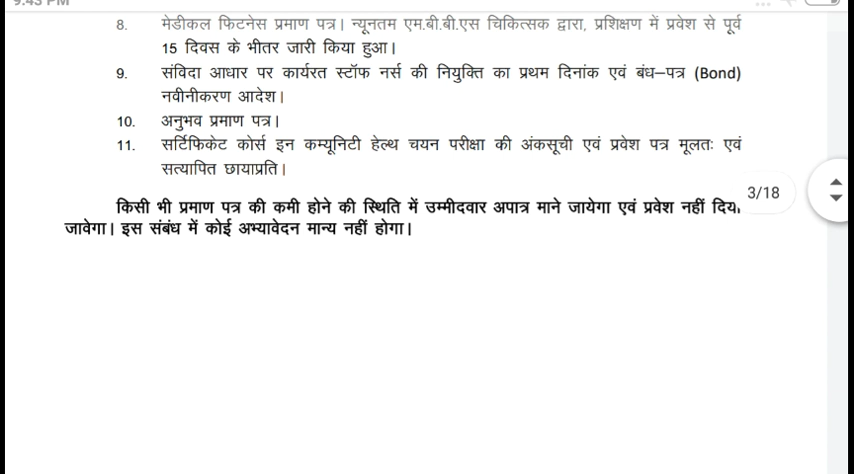 8. मेडीकल फिटनेस प्रमाण पत्र। न्यूनतम एम.बी.बी.एस चिकित्सक द्वारा, प्रशिक्षण में प्रवेश से पूर्व
15 दिवस के भीतर जारी किया हुआ।
9. संविदा आधार पर कार्यरत स्टॉफ नर्स की नियुक्ति का प्रथम दिनांक एवं बंध–पत्र (Bond)
नवीनीकरण आदेश।
10. अनुभव प्रमाण पत्र।
11. सर्टिफिकेट कोर्स इन कम्यूनिटी हेल्थ चयन परीक्षा की अंकसूची एवं प्रवेश पत्र मूलतः एवं
सत्यापित छायाप्रति।
3/18
किसी भी प्रमाण पत्र की कमी होने की स्थिति में उम्मीदवार अपात्र माने जायेगा एवं प्रवेश नहीं
जावेगा। इस संबंध में कोई अभ्यावेदन मान्य नहीं होगा।